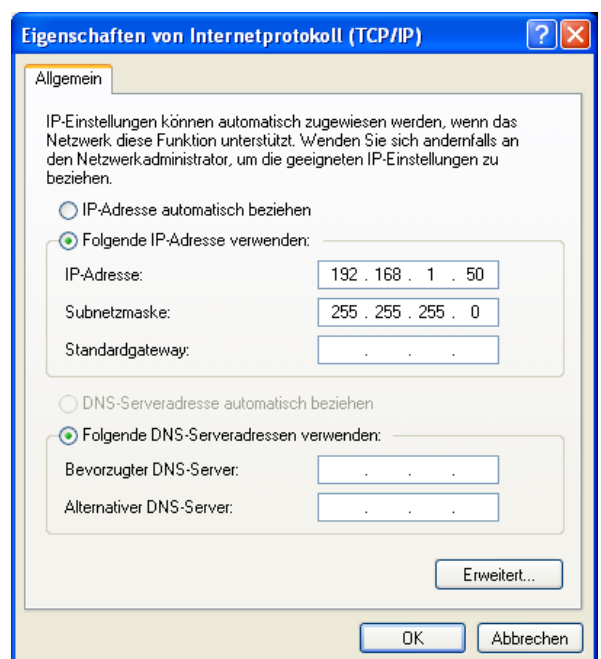 Eigenschaften von Internetprotokoll (TCP/IP)
Allgemein
IP-Einstellungen können automatisch zugewiesen werden, wenn das
Netzwerk diese Funktion unterstützt. Wenden Sie sich andernfalls an
den Netzwerkadministrator, um die geeigneten IP-Einstellungen zu
beziehen.
IP-Adresse automatisch beziehen
Folgende IP-Adresse verwenden:
IP-Adresse: 192 . 168 . 1 . 50
Subnetzmaske: 255 . 255 . 255 . 0
Standardgateway: . . .
DNS-Serveradresse automatisch beziehen
Folgende DNS-Serveradressen verwenden:
Bevorzugter DNS-Server: . . .
Alternativer DNS-Server: . . .
Erweitert...
OK Abbrechen